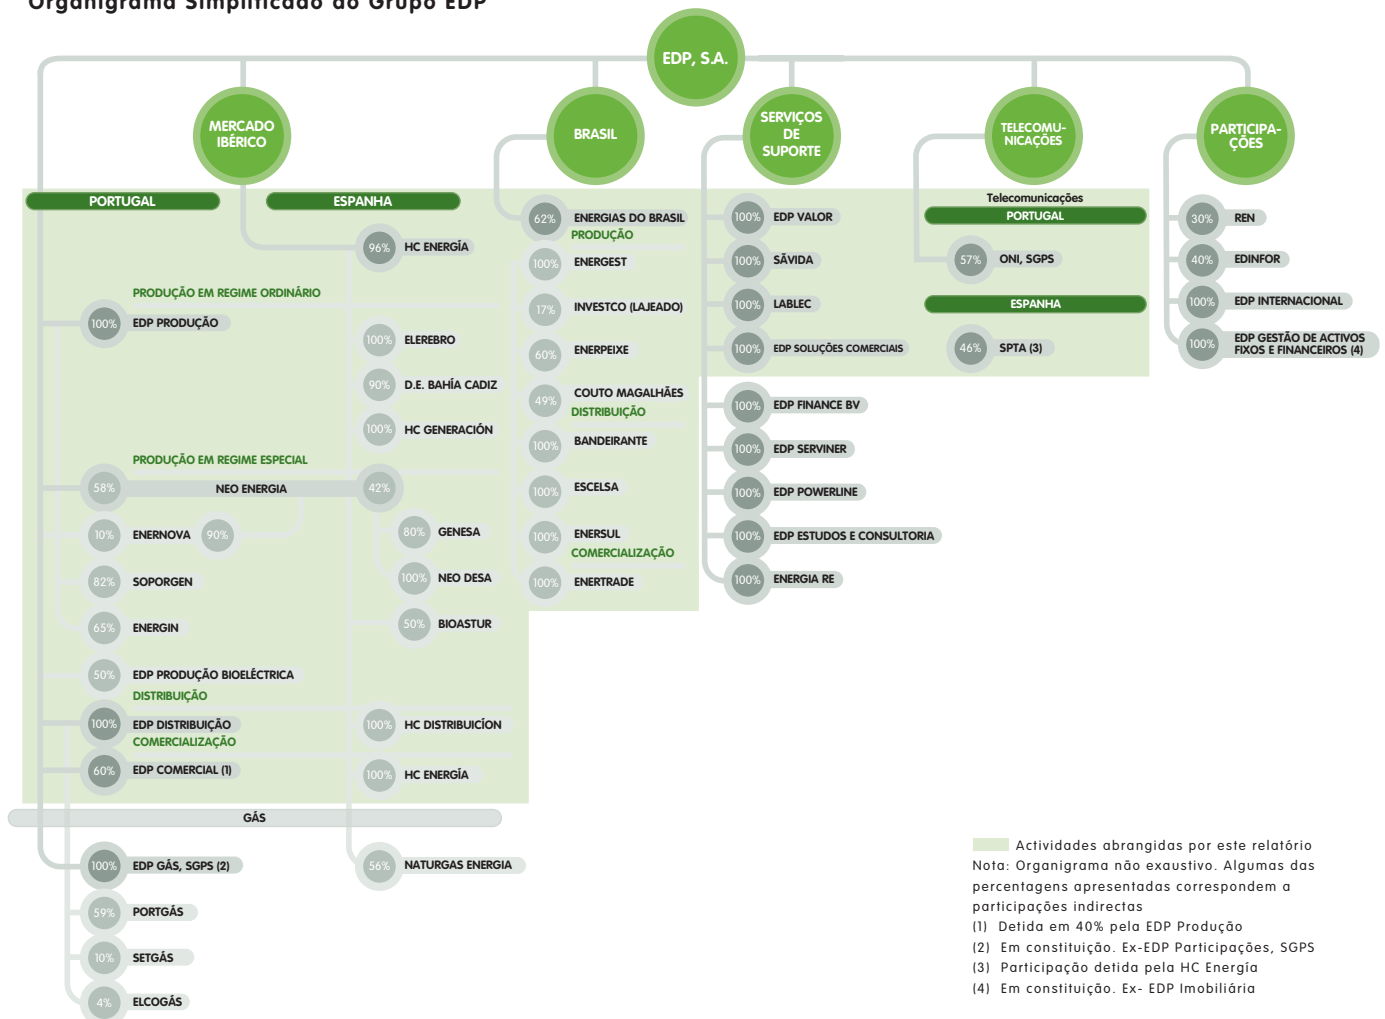 Organigrama Simplificado do Grupo EDP
EDP, S.A.
MERCADO
IBÉRICO
BRASIL
SERVIÇOS
DE
SUPORTE
TELECOMU-
NICAÇÕES
PARTICIPA-
ÇÕES
PORTUGAL
ESPANHA
96% HC ENERGÍA
PRODUÇÃO EM REGIME ORDINÁRIO
100% EDP PRODUÇÃO
100% ELEREBRO
90% D.E. BAHÍA CADIZ
100% HC GENERACIÓN
PRODUÇÃO EM REGIME ESPECIAL
58% NEO ENERGIA 42%
10% ENERNOVA 90%
80% GENESA
82% SOPORGEN
100% NEO DESA
65% ENERGIN
50% BIOASTUR
50% EDP PRODUÇÃO BIOELÉCTRICA
DISTRIBUIÇÃO
100% EDP DISTRIBUIÇÃO
100% HC DISTRIBUICÍON
COMERCIALIZAÇÃO
60% EDP COMERCIAL (1)
100% HC ENERGÍA
GÁS
100% EDP GÁS, SGPS (2)
56% NATURGAS ENERGIA
59% PORTGÁS
10% SETGÁS
4% ELCOGÁS
62% ENERGIAS DO BRASIL
PRODUÇÃO
100% ENERGEST
17% INVESTCO (LAJEADO)
60% ENERPEIXE
49% COUTO MAGALHÃES
DISTRIBUIÇÃO
100% BANDEIRANTE
100% ESCELSA
100% ENERSUL
COMERCIALIZAÇÃO
100% ENERTRADE
100% EDP VALOR
100% SÃVIDA
100% LABLEC
100% EDP SOLUÇÕES COMERCIAIS
100% EDP FINANCE BV
100% EDP SERVINER
100% EDP POWERLINE
100% EDP ESTUDOS E CONSULTORIA
100% ENERGIA RE
Telecomunicações
PORTUGAL
57% ONI, SGPS
ESPANHA
46% SPTA (3)
30% REN
40% EDINFOR
100% EDP INTERNACIONAL
100% EDP GESTÃO DE ACTIVOS
FIXOS E FINANCEIROS (4)
Actividades abrangidas por este relatório
Nota: Organigrama não exaustivo. Algumas das
percentagens apresentadas correspondem a
participações indirectas
(1) Detida em 40% pela EDP Produção
(2) Em constituição. Ex-EDP Participações, SGPS
(3) Participação detida pela HC Energía
(4) Em constituição. Ex- EDP Imobiliária